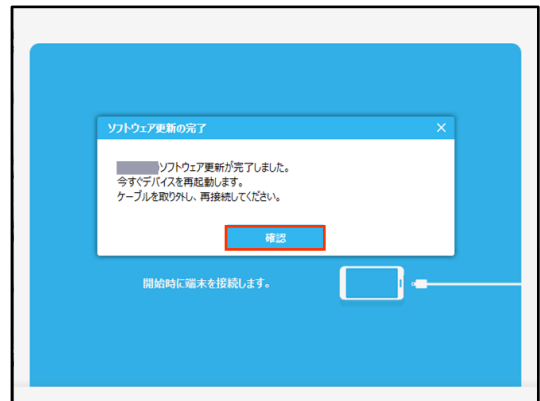 ソフトウェア更新の完了
ソフトウェア更新が完了しました。
今すぐデバイスを再起動します。
ケーブルを取り外し、再接続してください。
確認
開始時に端末を接続します。